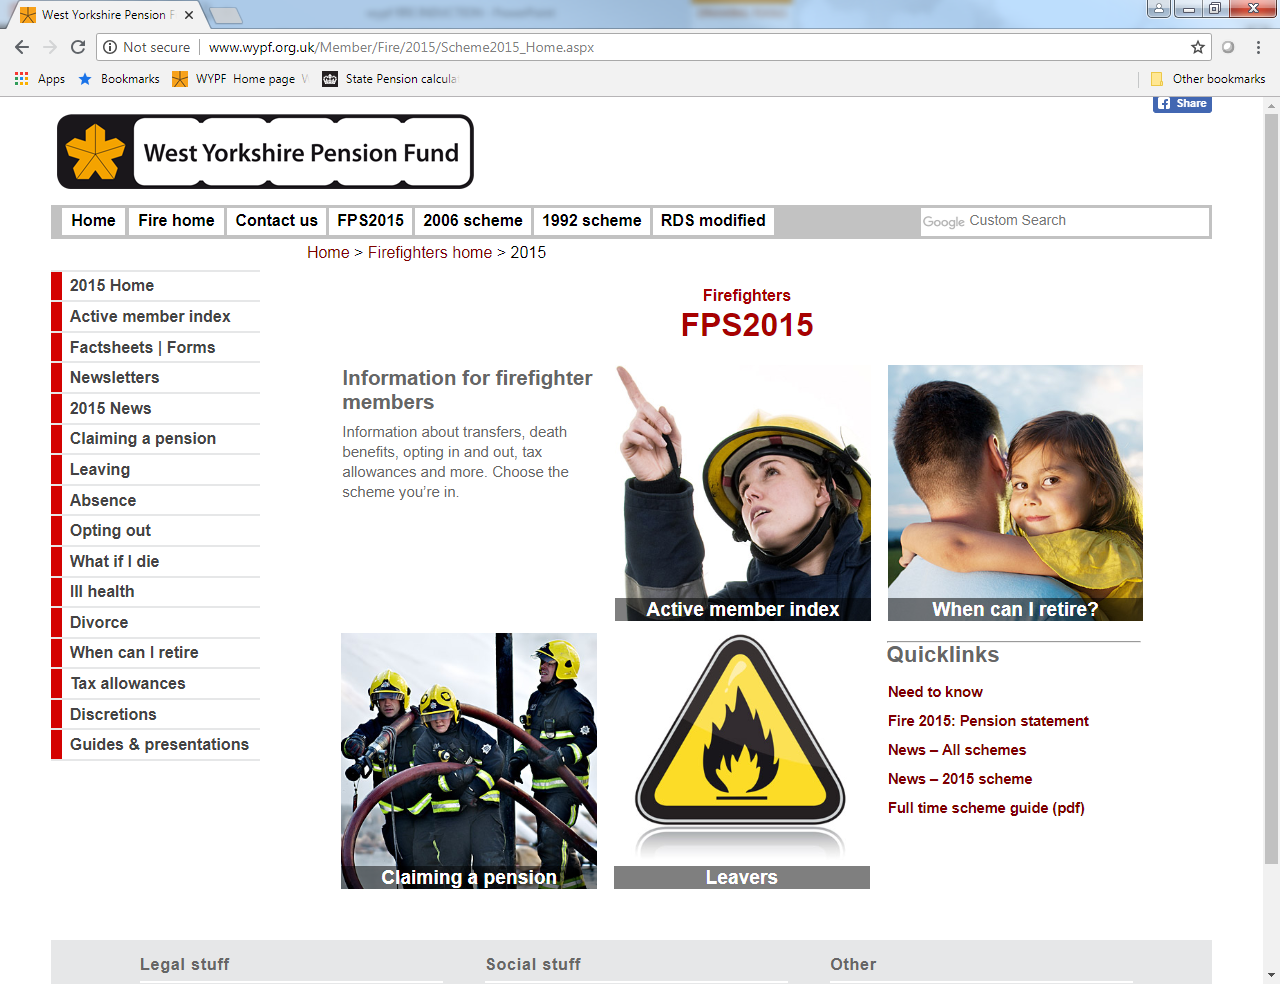 West Yorkshire Pension F
Not secure
www.wypf.org.uk/Member/Fire/2015/Scheme2015_Home.aspx
Apps
Bookmarks
WYPF Home page W
State Pension calcula
Other bookmarks
Share
West Yorkshire Pension Fund
Home
Fire home
Contact us
FPS2015
2006 scheme
1992 scheme
RDS modified
Google Custom Search
Home > Firefighters home > 2015
2015 Home
Active member index
Factsheets | Forms
Newsletters
2015 News
Claiming a pension
Leaving
Absence
Opting out
What if I die
Ill health
Divorce
When can I retire
Tax allowances
Discretions
Guides & presentations
Firefighters
FPS2015
Information for firefighter
members
Information about transfers, death
benefits, opting in and out, tax
allowances and more. Choose the
scheme you're in.
Active member index
When can I retire?
Claiming a pension
Leavers
Quicklinks
Need to know
Fire 2015: Pension statement
News – All schemes
News – 2015 scheme
Full time scheme guide (pdf)
Legal stuff
Social stuff
Other